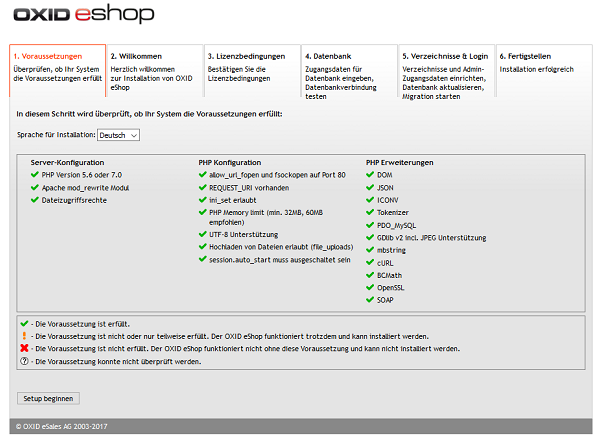 OXID eshop
1. Voraussetzungen
Überprüfen, ob Ihr System
die Voraussetzungen erfüllt
2. Willkommen
Herzlich willkommen
zur Installation von OXID
eShop
3. Lizenzbedingungen
Bestätigen Sie die
Lizenzbedingungen
4. Datenbank
Zugangsdaten für
Datenbank eingeben,
Datenbankverbindung
testen
5. Verzeichnisse & Login
Verzeichnisse und Admin-
Zugangsdaten einrichten,
Datenbank aktualisieren,
Migration starten
6. Fertigstellen
Installation erfolgreich
In diesem Schritt wird überprüft, ob Ihr System die Voraussetzungen erfüllt:
Sprache für Installation: Deutsch
Server-Konfiguration
PHP Version 5.6 oder 7.0
Apache mod_rewrite Modul
Dateizugriffsrechte
PHP Konfiguration
allow_url_fopen und fsockopen auf Port 80
REQUEST_URI vorhanden
ini_set erlaubt
PHP Memory limit (min. 32MB, 60MB
empfohlen)
UTF-8 Unterstützung
Hochladen von Dateien erlaubt (file_uploads)
session.auto_start muss ausgeschaltet sein
PHP Erweiterungen
DOM
JSON
ICONV
Tokenizer
PDO_MySQL
GDlib v2 incl. JPEG Unterstützung
mbstring
cURL
BCMath
OpenSSL
SOAP
- Die Voraussetzung ist erfüllt.
- Die Voraussetzung ist nicht oder nur teilweise erfüllt. Der OXID eShop funktioniert trotzdem und kann installiert werden.
- Die Voraussetzung ist nicht erfüllt. Der OXID eShop funktioniert nicht ohne diese Voraussetzung und kann nicht installiert werden.
- Die Voraussetzung konnte nicht überprüft werden.
Setup beginnen
© OXID eSales AG 2003-2017